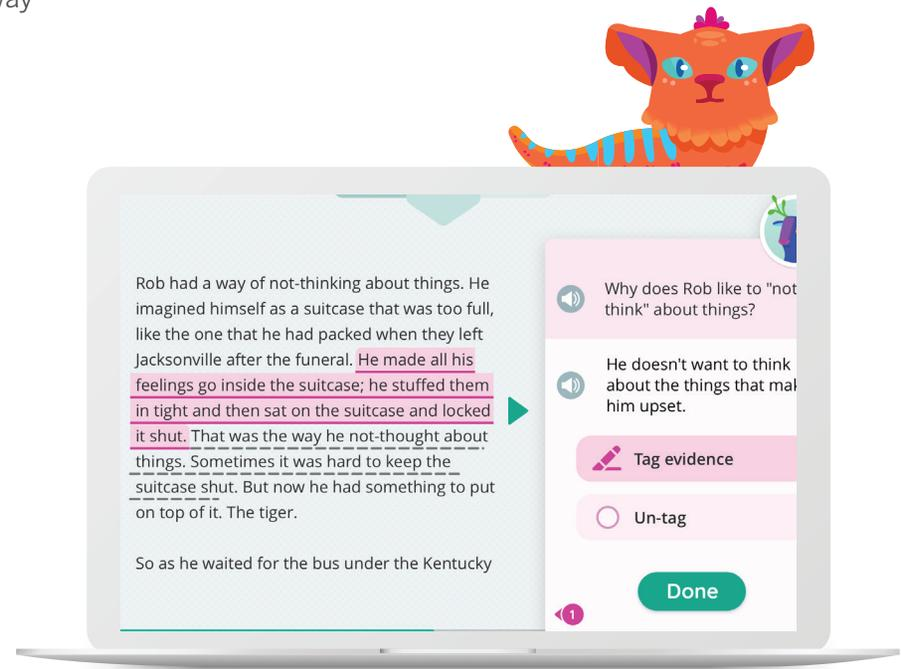 Rob had a way of not-thinking about things. He
imagined himself as a suitcase that was too full,
like the one that he had packed when they left
Jacksonville after the funeral. He made all his
feelings go inside the suitcase; he stuffed them
in tight and then sat on the suitcase and locked
it shut. That was the way he not-thought about
things. Sometimes it was hard to keep the
suitcase shut. But now he had something to put
on top of it. The tiger.
So as he waited for the bus under the Kentucky
Why does Rob like to "not
think" about things?
He doesn't want to think
about the things that
him upset.
Tag evidence
Un-tag
Done
1